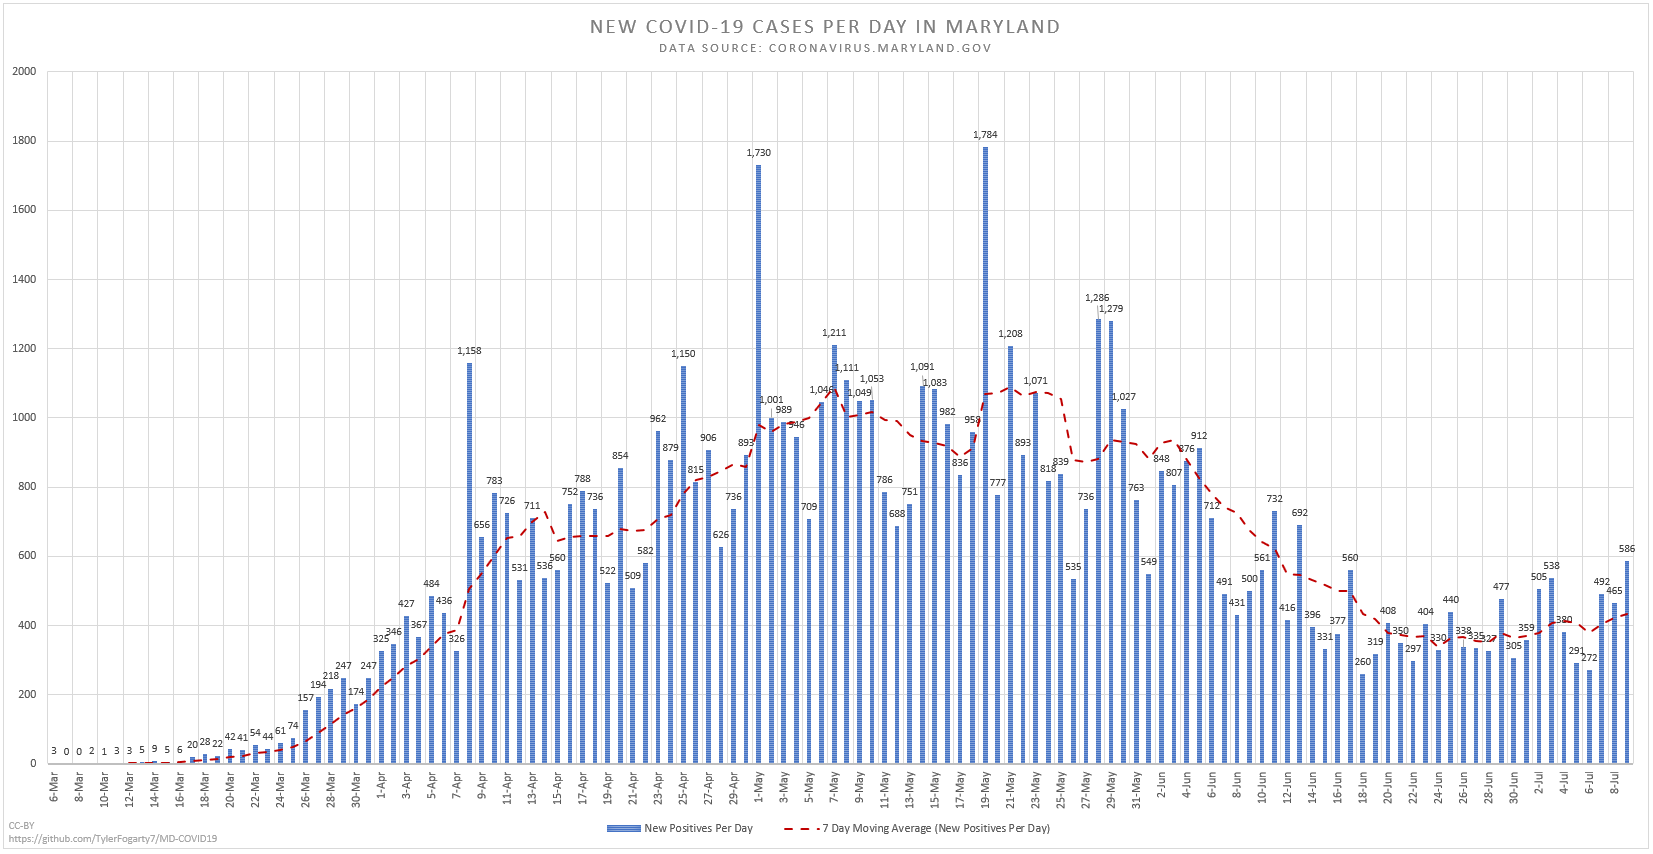 NEW COVID-19 CASES PER DAY IN MARYLAND
DATA SOURCE: CORONAVIRUS.MARYLAND.GOV
2000
1800
1600
1400
1200
1000
800
600
400
200
0
3 0 0 2 1 3 3 5 9 5 6 20 28 22 42 41 54 44 61 74 157 194 218 247 174 247 325 346 427 367 484 436 326 1,158 656 783 726 531 711 536 560 752 788 736 522 854 509 582 962 879 1,150 815 906 626 736 893 1,730 1,001 989 946 709 1,046 1,211 1,111 1,049 1,053 786 688 751 1,091 1,083 982 836 958 1,784 777 1,208 893 1,071 818 839 535 736 1,286 1,279 1,027 763 549 848 807 876 912 712 491 431 500 561 732 416 692 396 331 377 560 260 319 408 350 297 404 330 440 338 335 327 477 305 359 505 538 380 291 272 492 465 586
6-Mar 8-Mar 10-Mar 12-Mar 14-Mar 16-Mar 18-Mar 20-Mar 22-Mar 24-Mar 26-Mar 28-Mar 30-Mar 1-Apr 3-Apr 5-Apr 7-Apr 9-Apr 11-Apr 13-Apr 15-Apr 17-Apr 19-Apr 21-Apr 23-Apr 25-Apr 27-Apr 29-Apr 1-May 3-May 5-May 7-May 9-May 11-May 13-May 15-May 17-May 19-May 21-May 23-May 25-May 27-May 29-May 31-May 2-Jun 4-Jun 6-Jun 8-Jun 10-Jun 12-Jun 14-Jun 16-Jun 18-Jun 20-Jun 22-Jun 24-Jun 26-Jun 28-Jun 30-Jun 2-Jul 4-Jul 6-Jul 8-Jul
New Positives Per Day 7 Day Moving Average (New Positives Per Day)
CC-BY
https://github.com/TylerFogarty7/MD-COVID19